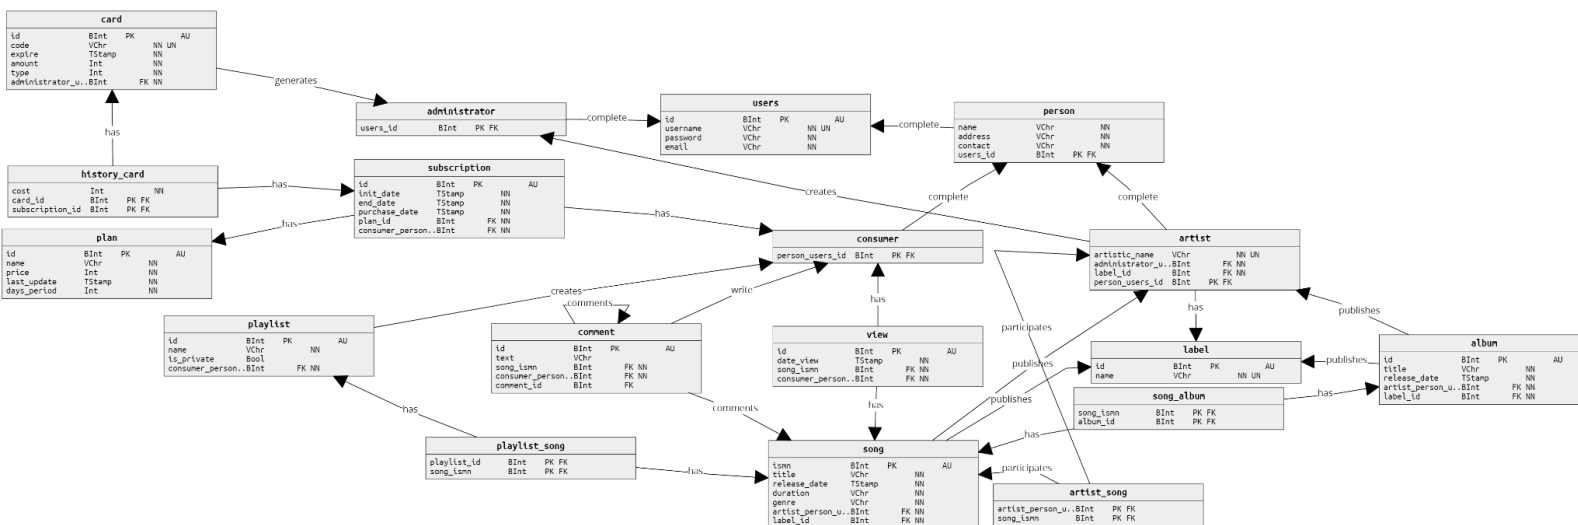 card
id BInt PK AU
code VChr NN UN
expire TStamp NN
amount Int NN
type Int NN
administrator_u..BInt FK NN
generates
has
administrator
users_id BInt PK FK
complete
users
id BInt PK AU
username VChr NN UN
password VChr NN
email VChr NN
complete
person
name VChr NN
address VChr NN
contact VChr NN
users_id BInt PK FK
history_card
cost Int NN
card_id BInt PK FK
subscription_id BInt PK FK
has
subscription
id BInt PK AU
init_date TStamp NN
end_date TStamp NN
purchase_date TStamp NN
plan_id BInt FK NN
consumer_person..BInt FK NN
has
has
creates
complete
complete
plan
id BInt PK AU
name VChr NN
price Int NN
last_update TStamp NN
days_period Int NN
consumer
person_users_id BInt PK FK
artist
artistic_name VChr NN UN
administrator_u..BInt FK NN
label_id BInt FK NN
person_users_id BInt PK FK
creates
comments
write
has
has
participates
publishes
playlist
id BInt PK AU
name VChr NN
is_private Bool
consumer_person..BInt FK NN
comment
id BInt PK AU
text VChr
song_ismn BInt FK NN
consumer_person..BInt FK NN
comment_id BInt FK
view
id BInt PK AU
date_view TStamp NN
song_ismn BInt FK NN
consumer_person..BInt FK NN
label
id BInt PK AU
name VChr NN UN
publishes
album
id BInt PK AU
title VChr NN
release_date TStamp NN
artist_person_u..BInt FK NN
label_id BInt FK NN
publishes
publishes
song_album
song_ismn BInt PK FK
album_id BInt PK FK
has
has
has
comments
has
playlist_song
playlist_id BInt PK FK
song_ismn BInt PK FK
has
song
ismn BInt PK AU
title VChr NN
release_date TStamp NN
duration VChr NN
genre VChr NN
artist_person_u..BInt FK NN
label_id BInt FK NN
participates
artist_song
artist_person_u..BInt PK FK
song_ismn BInt PK FK